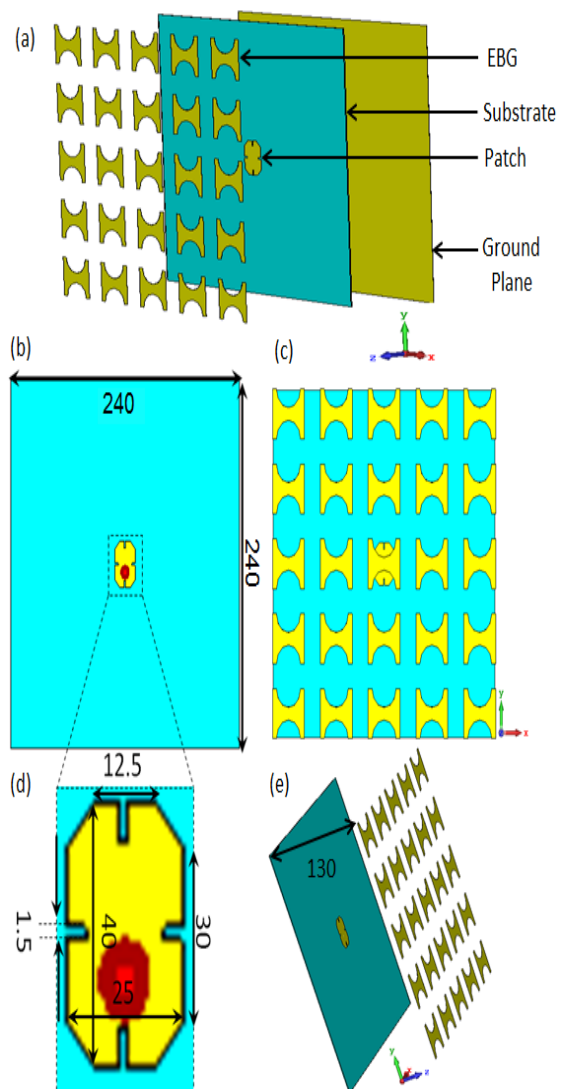 (a)
EBG
Substrate
Patch
Ground
Plane
y
z
x
(b)
(c)
240
240
y
x
(d)
12.5
1.5
40
30
25
(e)
130
y
z
x